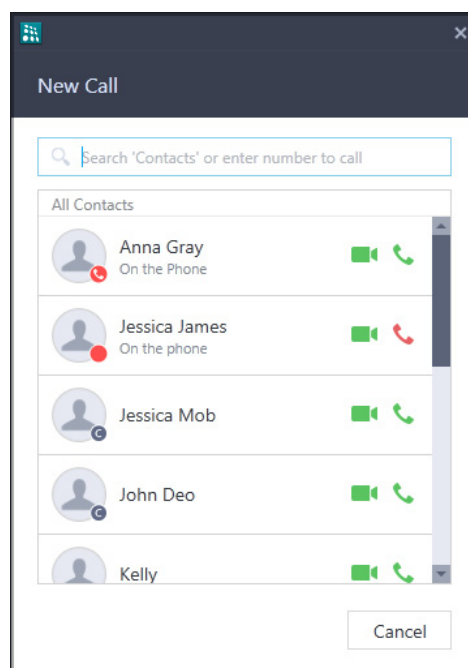 New Call
Search 'Contacts' or enter number to call
All Contacts
Anna Gray
On the Phone
Jessica James
On the phone
Jessica Mob
C
John Deo
C
Kelly
Cancel